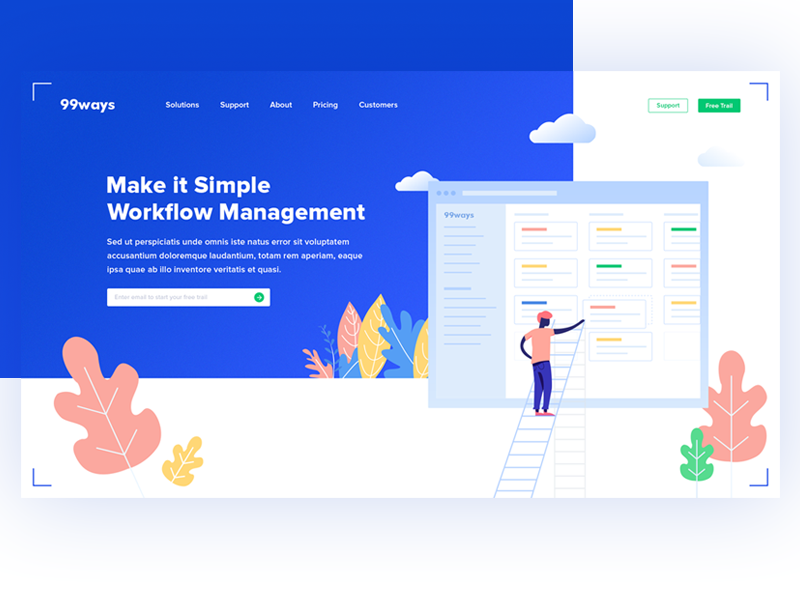 99ways
Solutions
Support
About
Pricing
Customers
Support
Free Trail
Make it Simple
Workflow Management
Sed ut perspiciatis unde omnis iste natus error sit voluptatem
accusantium doloremque laudantium, totam rem aperiam, eaque
ipsa quae ab illo inventore veritatis et quasi.
Enter email to start your free trail
99ways